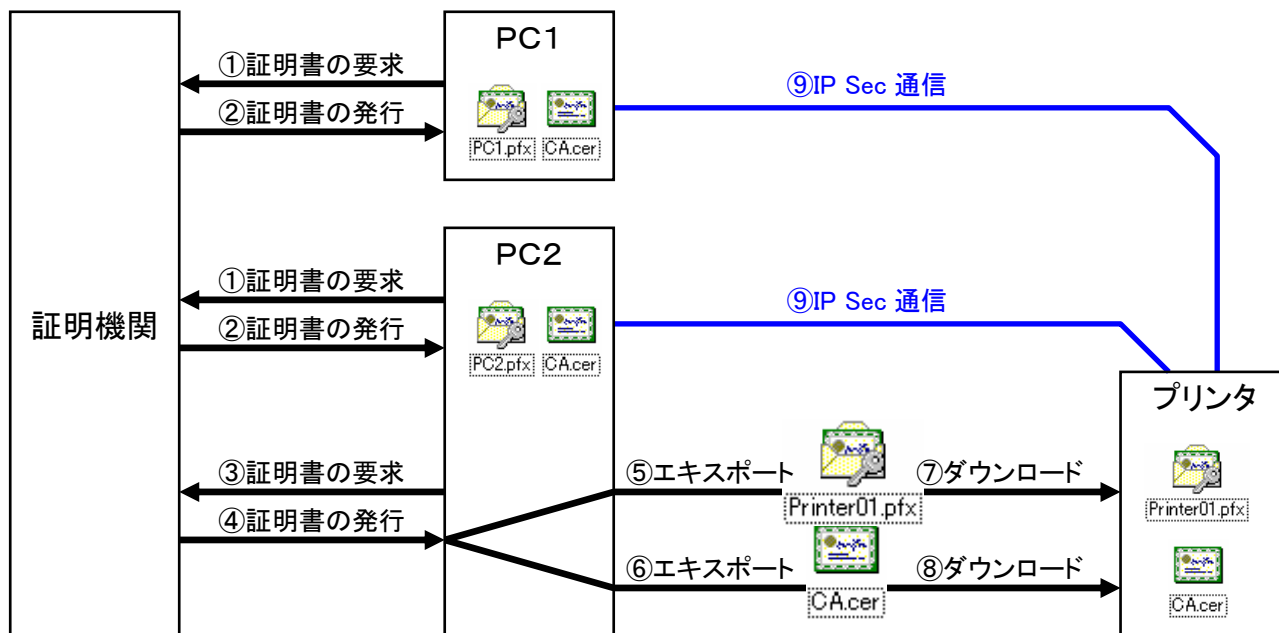 証明機関
PC1
①証明書の要求
②証明書の発行
PC1.pfx CA.cer
⑨IP Sec 通信
PC2
①証明書の要求
②証明書の発行
PC2.pfx CA.cer
⑨IP Sec 通信
プリンタ
③証明書の要求
④証明書の発行
⑤エキスポート
Printer01.pfx
⑦ダウンロード
Printer01.pfx
⑥エキスポート
CA.cer
⑧ダウンロード
CA.cer